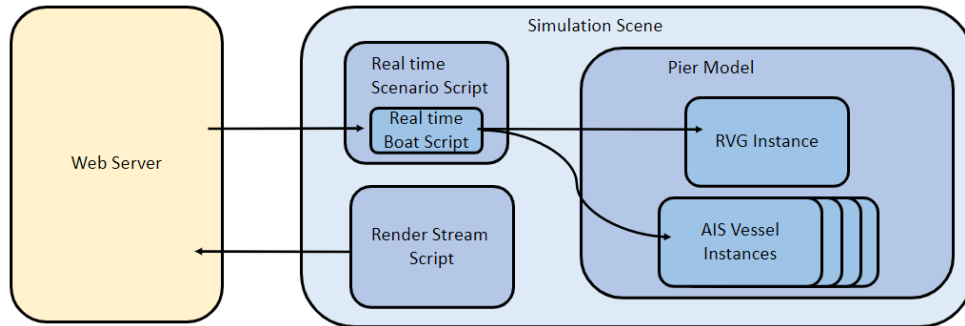 Simulation Scene
Web Server
Real time
Scenario Script
Real time
Boat Script
Render Stream
Script
Pier Model
RVG Instance
AIS Vessel
Instances